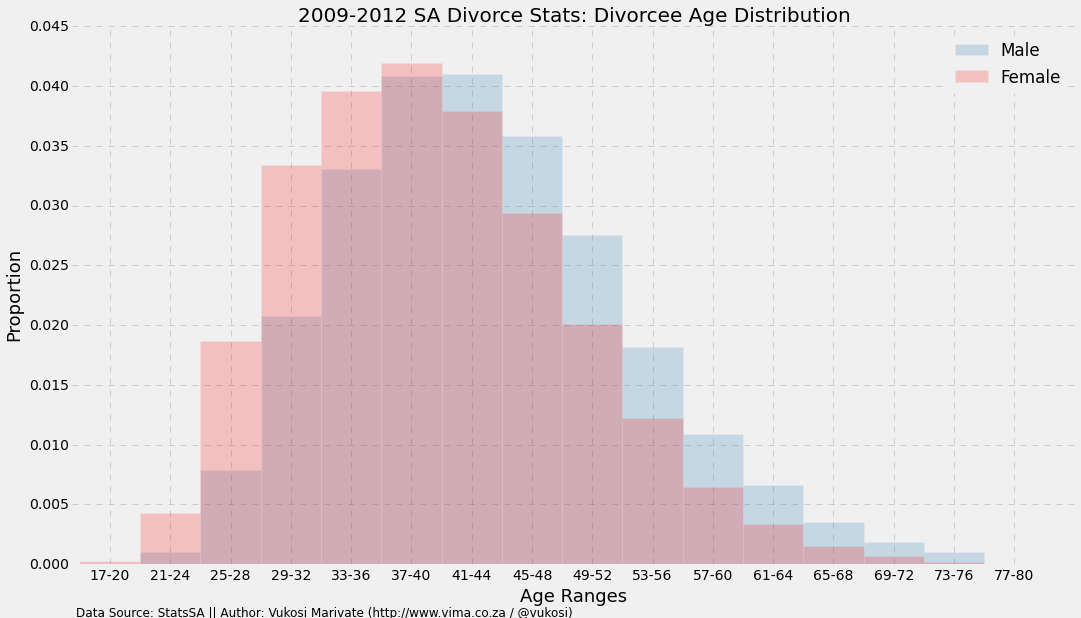 2009-2012 SA Divorce Stats: Divorcee Age Distribution
Male
Female
Proportion
0.045
0.040
0.035
0.030
0.025
0.020
0.015
0.010
0.005
0.000
17-20 21-24 25-28 29-32 33-36 37-40 41-44 45-48 49-52 53-56 57-60 61-64 65-68 69-72 73-76 77-80
Age Ranges
Data Source: StatsSA || Author: Vukosi Marivate (http://www.vima.co.za / @vukosi)